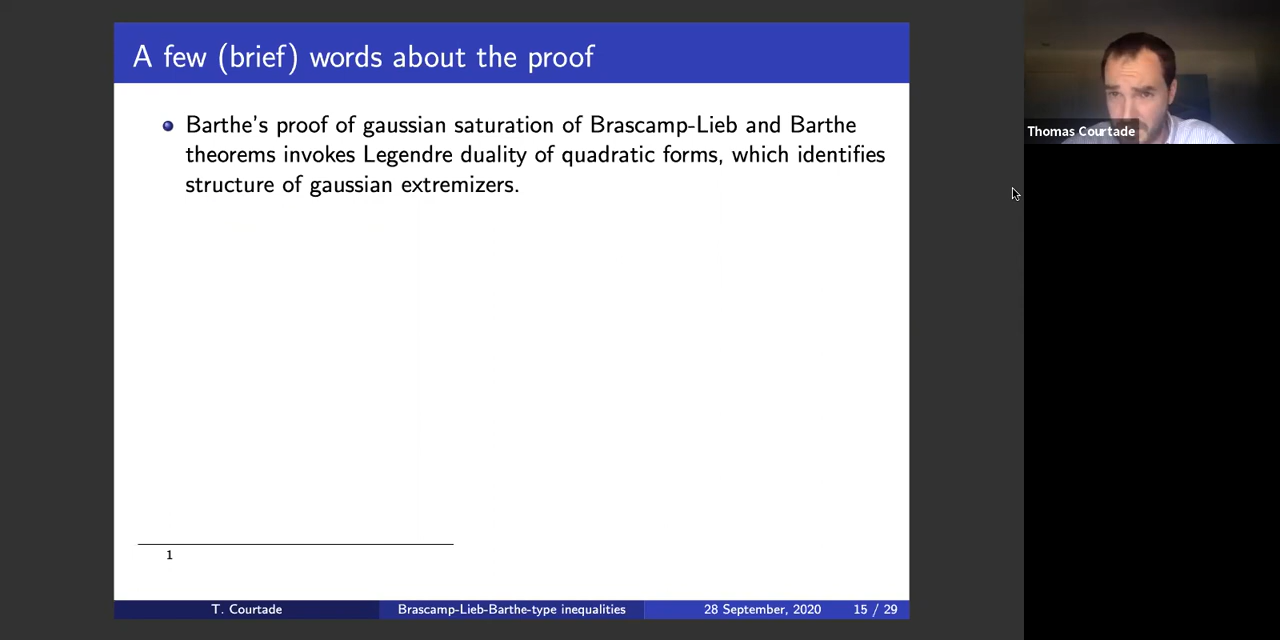 A few (brief) words about the proof
Barthe's proof of gaussian saturation of Brascamp-Lieb and Barthe
theorems invokes Legendre duality of quadratic forms, which identifies
structure of gaussian extremizers.
1
T. Courtade
Brascamp-Lieb-Barthe-type inequalities
28 September, 2020
15 / 29
Thomas Courtade